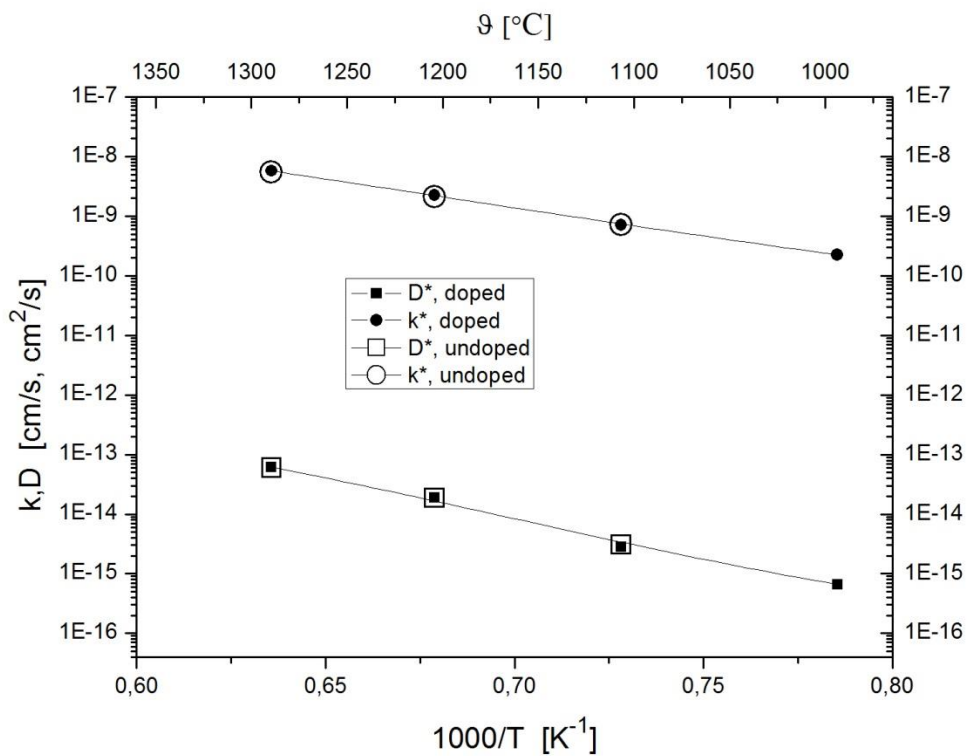 ϑ [°C]
1350 1300 1250 1200 1150 1100 1050 1000
1E-7 1E-7
1E-8 1E-8
1E-9 1E-9
1E-10 1E-10
1E-11 1E-11
1E-12 1E-12
1E-13 1E-13
1E-14 1E-14
1E-15 1E-15
1E-16 1E-16
k,D [cm/s, cm²/s]
D*, doped
k*, doped
D*, undoped
k*, undoped
0,60 0,65 0,70 0,75 0,80
1000/T [K⁻¹]